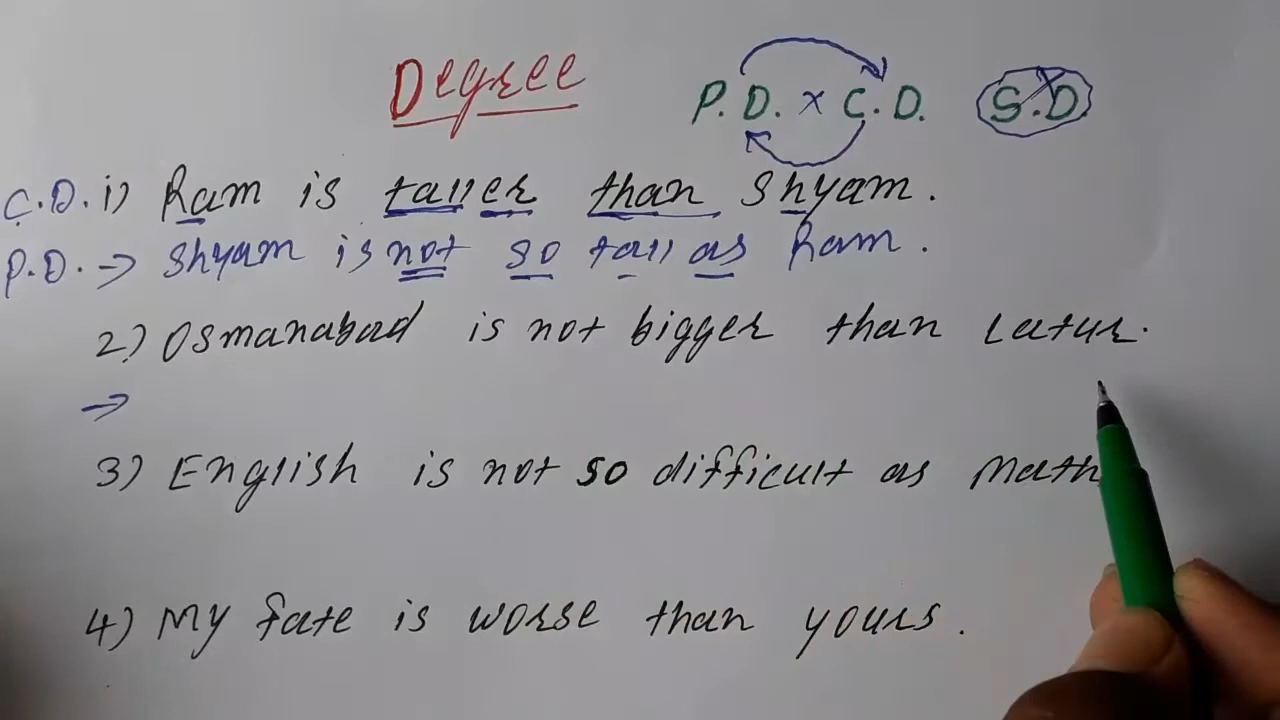 Degree P.D. x C.D. S.D
C.D. 1) Ram is taller than Shyam.
P.D. → Shyam is not so tall as Ram.
2) Osmanabad is not bigger than Latur.
→
3) English is not so difficult as Math
4) My fate is worse than yours.